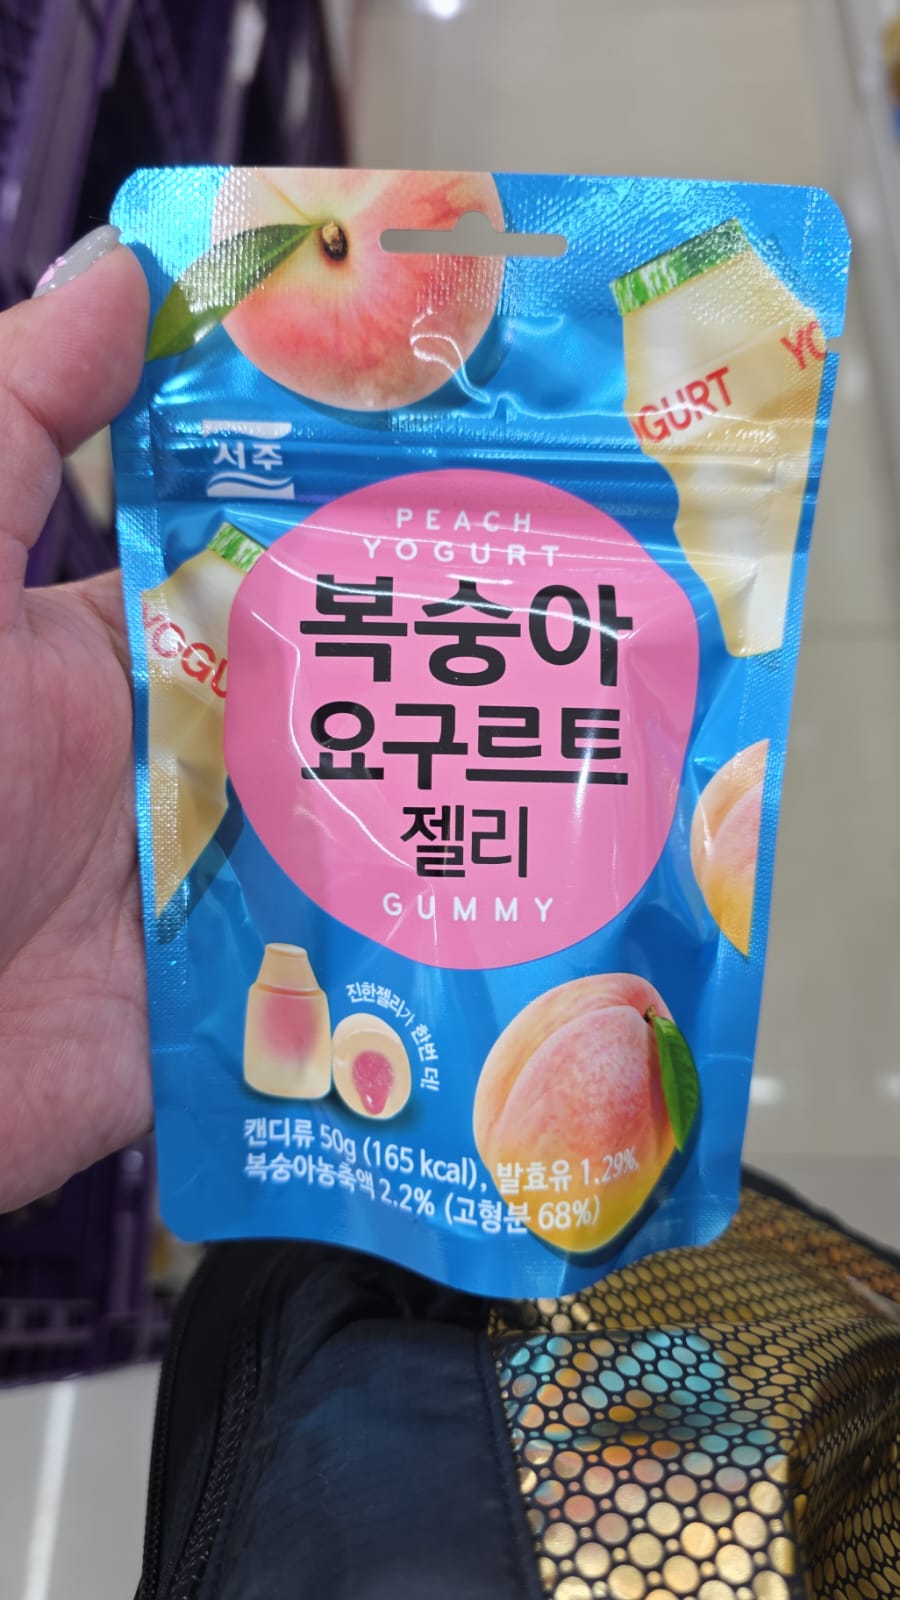 YOGURT
YO
서주
PEACH
YOGURT
YOGGU
복숭아
요구르트
젤리
GUMMY
진한젤리가 한번 더!
캔디류 50g (165 kcal), 발효유 1.29%,
복숭아농축액 2.2% (고형분 68%)